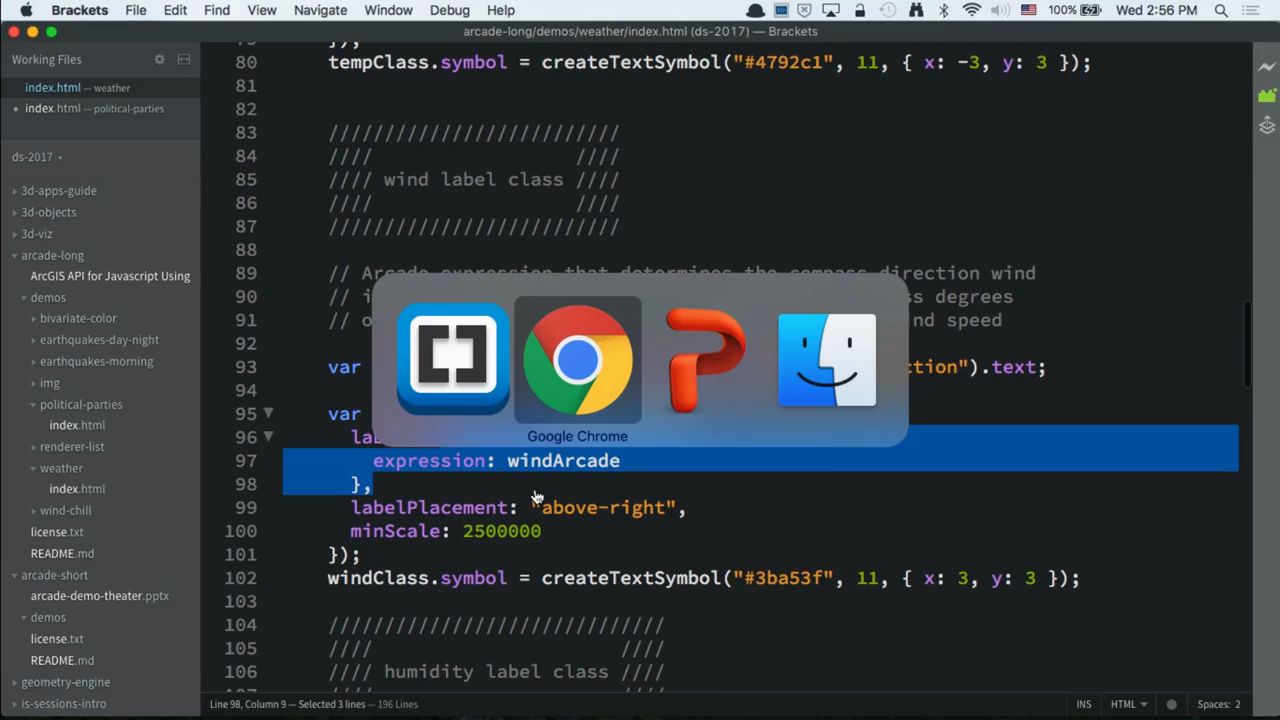 Brackets File Edit Find View Navigate Window Debug Help 100% Wed 2:56 PM
arcade-long/demos/weather/index.html (ds-2017) — Brackets
Working Files
index.html — weather
index.html — political-parties
ds-2017
3d-apps-guide
3d-objects
3d-viz
arcade-long
ArcGIS API for Javascript Using
demos
bivariate-color
earthquakes-day-night
earthquakes-morning
img
political-parties
index.html
renderer-list
weather
index.html
wind-chill
license.txt
README.md
arcade-short
arcade-demo-theater.pptx
demos
license.txt
README.md
geometry-engine
is-sessions-intro
80 tempClass.symbol = createTextSymbol("#4792c1", 11, { x: -3, y: 3 });
81
82
83 //////////////////////////
84 //// ////
85 //// wind label class ////
86 //// ////
87 //////////////////////////
88
89 // Arcade expression that determines the compass direction wind
90 // i ss degrees
91 // o nd speed
92
93 var ction").text;
94
95 var
96 lab
97 expression: windArcade
98 },
99 labelPlacement: "above-right",
100 minScale: 2500000
101 });
102 windClass.symbol = createTextSymbol("#3ba53f", 11, { x: 3, y: 3 });
103
104 //////////////////////////////
105 //// ////
106 //// humidity label class ////
Google Chrome
Line 98, Column 9 — Selected 3 lines — 196 Lines
INS HTML Spaces: 2